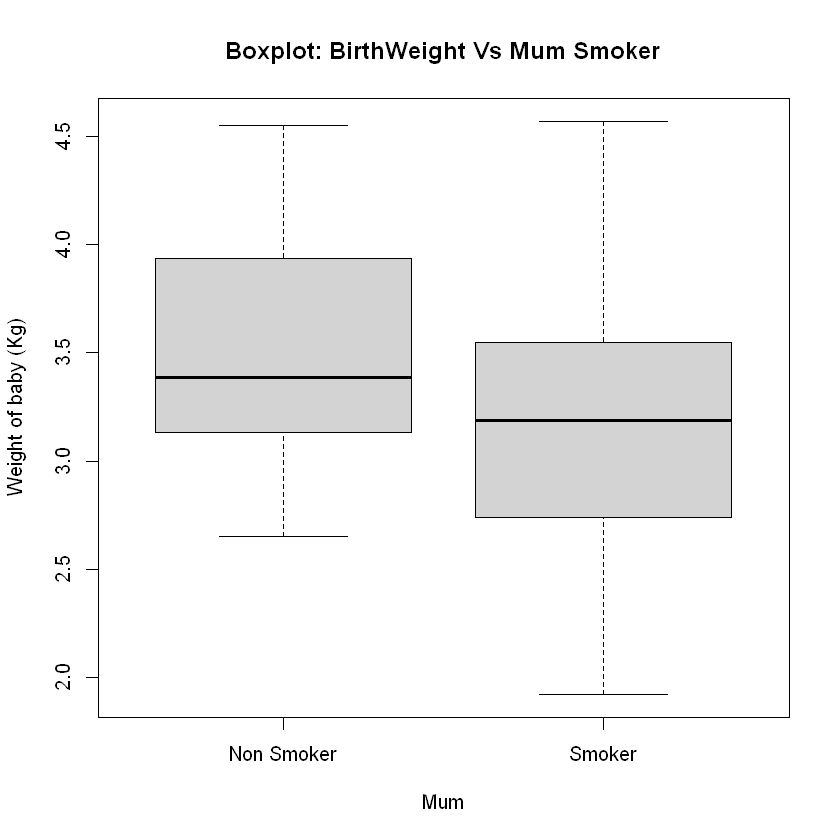 Boxplot: BirthWeight Vs Mum Smoker
Weight of baby (Kg)
4.5
4.0
3.5
3.0
2.5
2.0
Non Smoker
Smoker
Mum